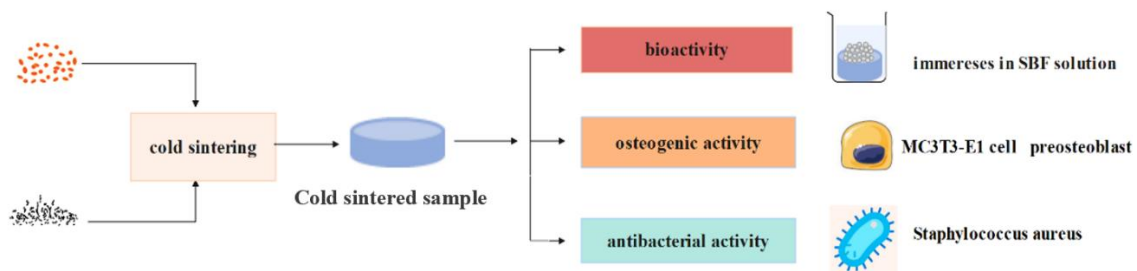 bioactivity
immereses in SBF solution
cold sintering
Cold sintered sample
osteogenic activity
MC3T3-E1 cell preosteoblast
antibacterial activity
Staphylococcus aureus